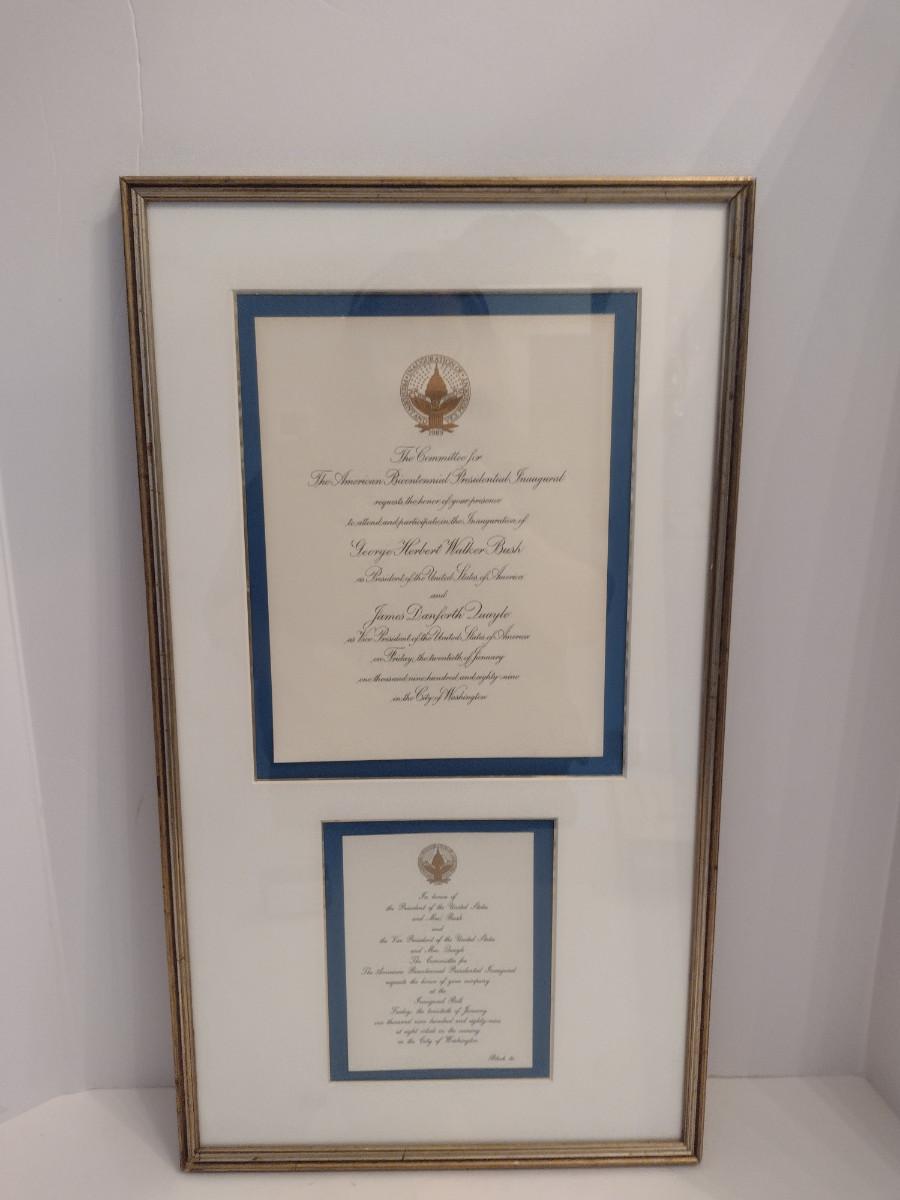 INAUGURATION OF
1989
The Committee for
The American Bicentennial Presidential Inaugural
requests the honor of your presence
to attend and participate in the Inauguration of
George Herbert Walker Bush
as President of the United States of America
and
James Danforth Quayle
as Vice President of the United States of America
on Friday, the twentieth of January
one thousand nine hundred and eighty-nine
in the City of Washington
In honor of
the President of the United States
and Mrs. Bush
and
the Vice President of the United States
and Mrs. Quayle
The Committee for
The American Bicentennial Presidential Inaugural
requests the honor of your company
at the
Inaugural Ball
Friday, the twentieth of January
one thousand nine hundred and eighty-nine
at eight o'clock in the evening
in the City of Washington
Black tie